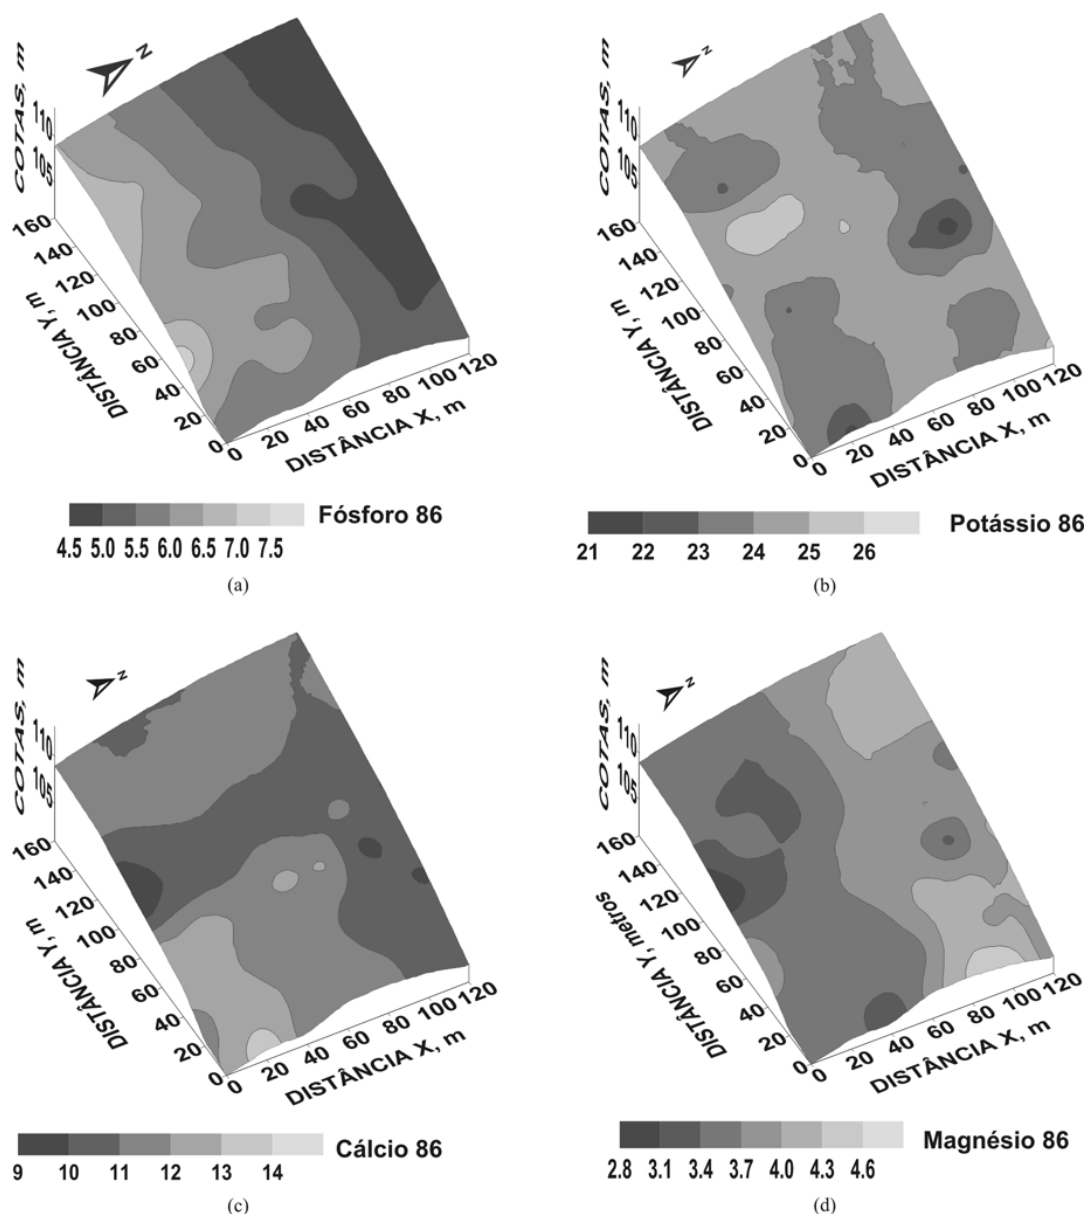 N
COTAS, m
110
105
160
140
120
100
80
60
40
20
0
DISTÂNCIA Y, m
0 20 40 60 80 100 120
DISTÂNCIA X, m
4.5 5.0 5.5 6.0 6.5 7.0 7.5
Fósforo 86
(a)
N
COTAS, m
110
105
160
140
120
100
80
60
40
20
0
DISTÂNCIA Y, m
0 20 40 60 80 100 120
DISTÂNCIA X, m
21 22 23 24 25 26
Potássio 86
(b)
N
COTAS, m
110
105
160
140
120
100
80
60
40
20
0
DISTÂNCIA Y, m
0 20 40 60 80 100 120
DISTÂNCIA X, m
9 10 11 12 13 14
Cálcio 86
(c)
N
COTAS, m
110
105
160
140
120
100
80
60
40
20
0
DISTÂNCIA Y, metros
0 20 40 60 80 100 120
DISTÂNCIA X, m
2.8 3.1 3.4 3.7 4.0 4.3 4.6
Magnésio 86
(d)